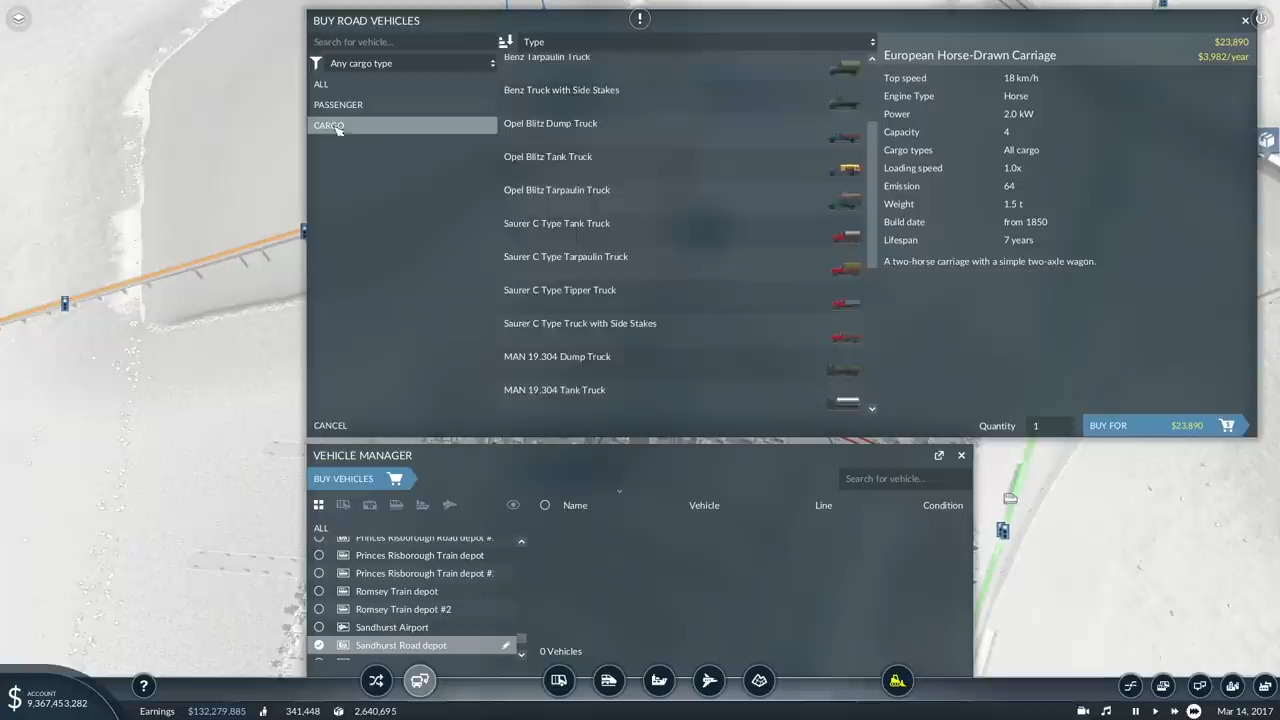 BUY ROAD VEHICLES
Search for vehicle...
Type
Any cargo type
ALL
PASSENGER
CARGO
Benz Tarpaulin Truck
Benz Truck with Side Stakes
Opel Blitz Dump Truck
Opel Blitz Tank Truck
Opel Blitz Tarpaulin Truck
Saurer C Type Tank Truck
Saurer C Type Tarpaulin Truck
Saurer C Type Tipper Truck
Saurer C Type Truck with Side Stakes
MAN 19.304 Dump Truck
MAN 19.304 Tank Truck
$23,890
European Horse-Drawn Carriage
$3,982/year
Top speed 18 km/h
Engine Type Horse
Power 2.0 kW
Capacity 4
Cargo types All cargo
Loading speed 1.0x
Emission 64
Weight 1.5 t
Build date from 1850
Lifespan 7 years
A two-horse carriage with a simple two-axle wagon.
CANCEL
Quantity 1
BUY FOR $23,890
VEHICLE MANAGER
BUY VEHICLES
Search for vehicle...
Name Vehicle Line Condition
ALL
Princes Risborough Road depot #
Princes Risborough Train depot
Princes Risborough Train depot #
Romsey Train depot
Romsey Train depot #2
Sandhurst Airport
Sandhurst Road depot
0 Vehicles
$ ACCOUNT
9,367,453,282
?
Earnings $132,279,885 341,448 2,640,695
Mar 14, 2017